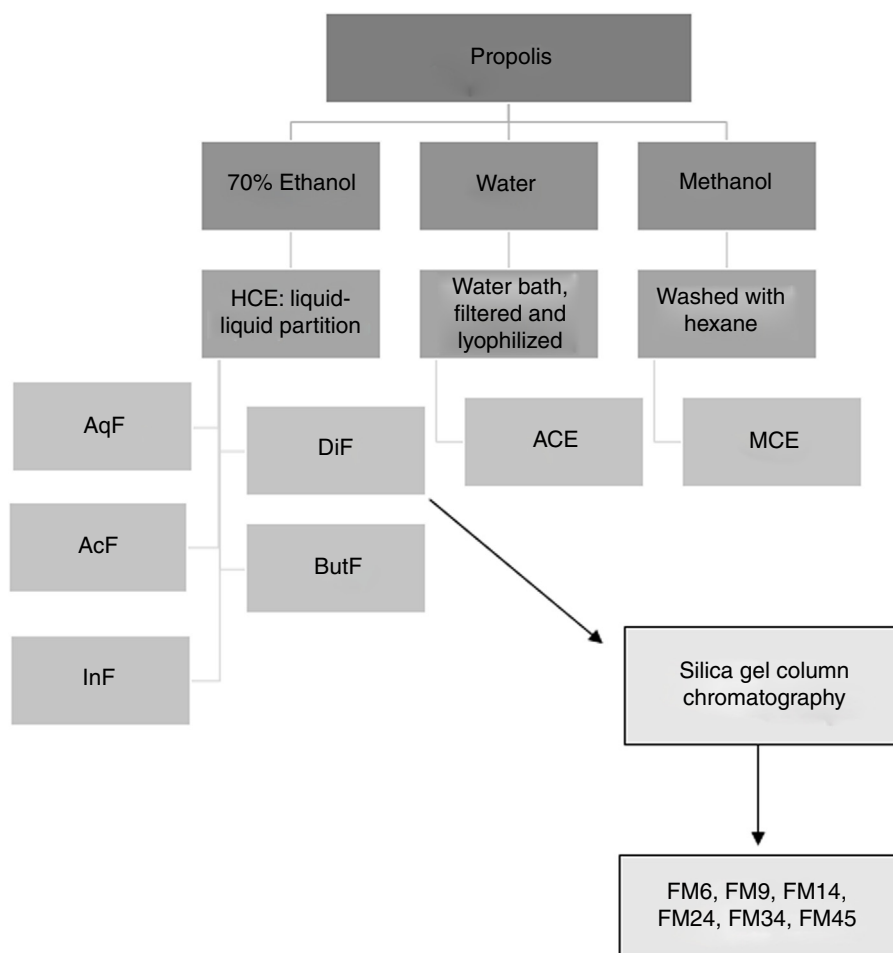 Propolis
70% Ethanol
Water
Methanol
HCE: liquid-
liquid partition
Water bath,
filtered and
lyophilized
Washed with
hexane
AqF
DiF
ACE
MCE
AcF
ButF
InF
Silica gel column
chromatography
FM6, FM9, FM14,
FM24, FM34, FM45